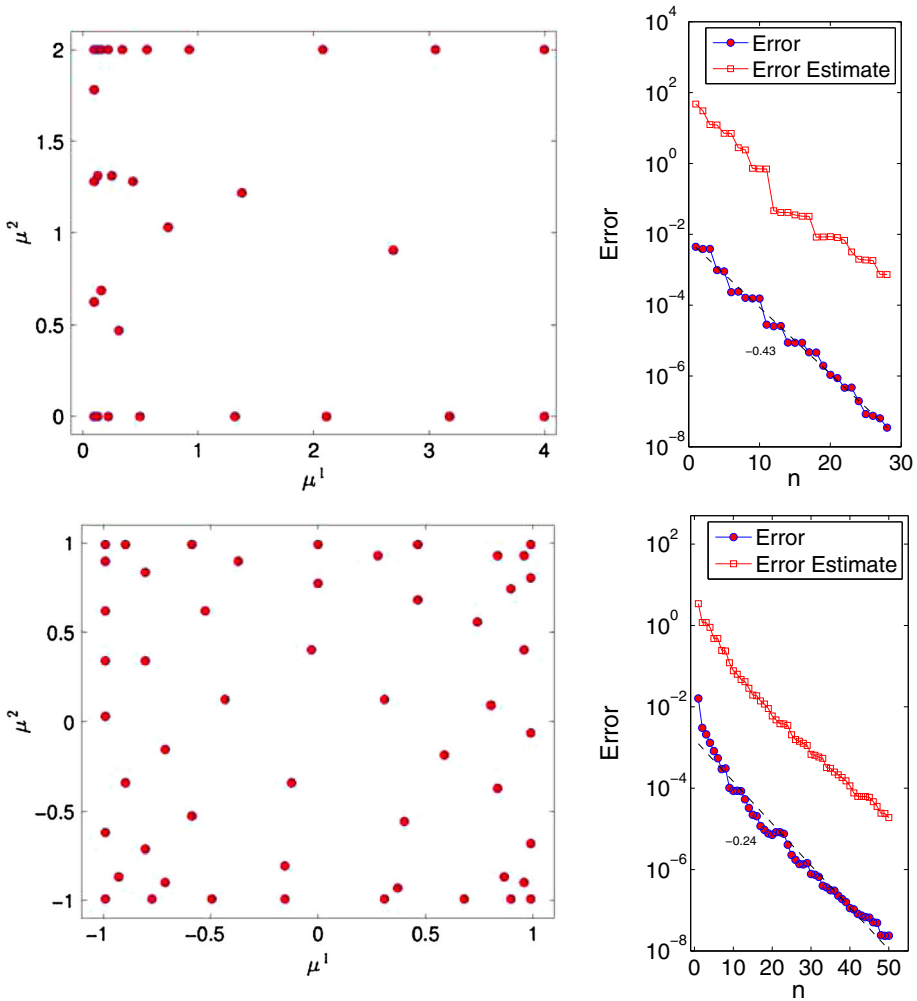 2
1.5
1
0.5
0
μ²
0 1 2 3 4
μ¹
10⁴
10²
10⁰
10⁻²
10⁻⁴
10⁻⁶
10⁻⁸
Error
Error
Error Estimate
−0.43
0 10 20 30
n
1
0.5
0
−0.5
−1
μ²
−1 −0.5 0 0.5 1
μ¹
10²
10⁰
10⁻²
10⁻⁴
10⁻⁶
10⁻⁸
Error
Error
Error Estimate
−0.24
0 10 20 30 40 50
n